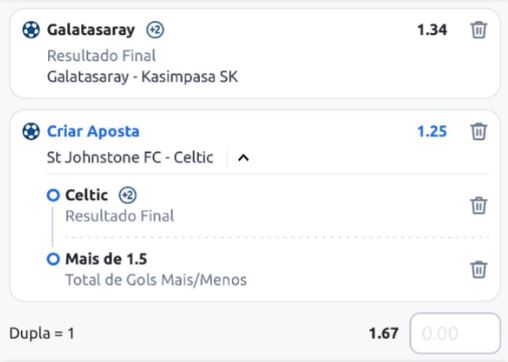 Galatasaray +2 1.34
Resultado Final
Galatasaray - Kasimpasa SK
Criar Aposta 1.25
St Johnstone FC - Celtic
Celtic +2
Resultado Final
Mais de 1.5
Total de Gols Mais/Menos
Dupla = 1 1.67 0.00